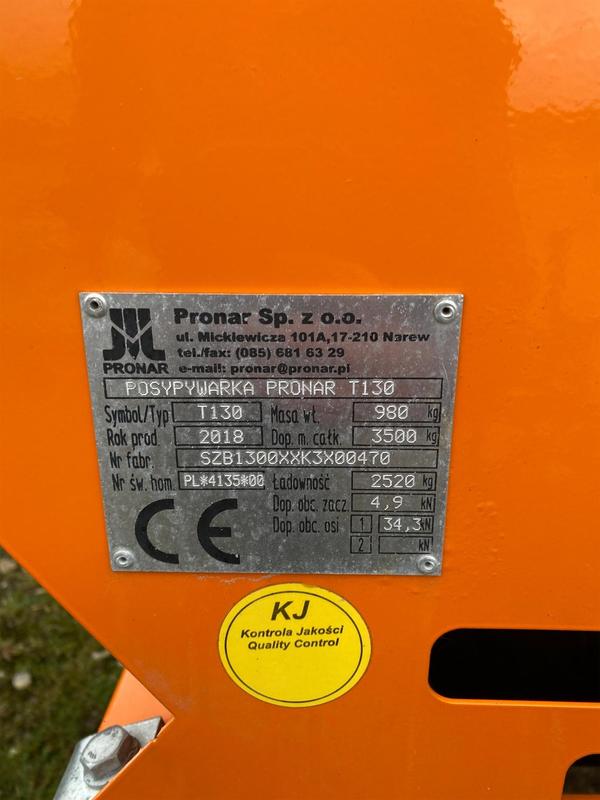 Pronar Sp. z o.o.
ul. Mickiewicza 101A,17-210 Narew
tel./fax: (085) 681 63 29
PRONAR e-mail: pronar@pronar.pl
POSYPYWARKA PRONAR T130
Symbol/Typ T130 Masa wł. 980 kg
Rok prod 2018 Dop. m. całk. 3500 kg
Nr fabr. SZB1300XXK3X00470
Nr św. hom. PL*4135*00 Ładowność 2520 kg
Dop. obc. zacz. 4,9 kN
Dop. obc. osi 1 34,3 kN
2 kN
CE
KJ
Kontrola Jakości
Quality Control